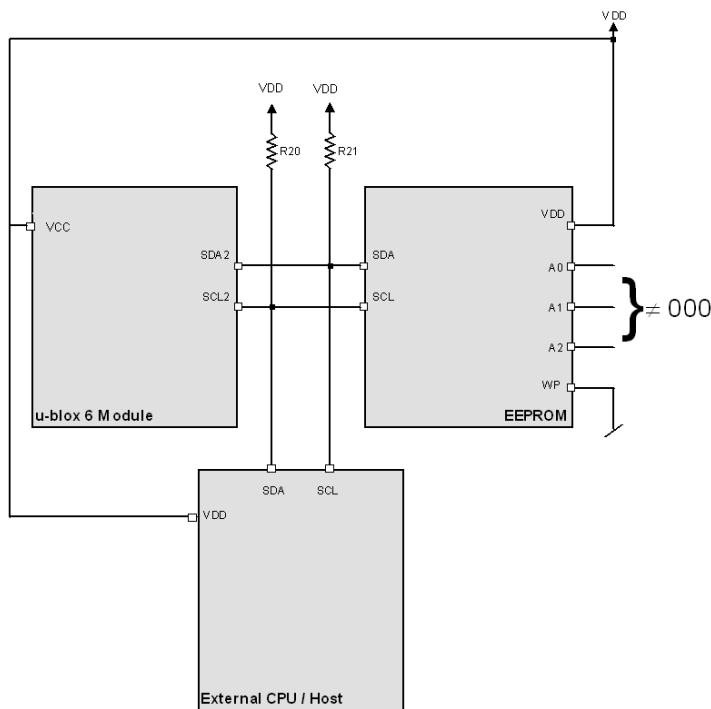 VDD
VDD
VDD
R20
R21
VCC
SDA2
SCL2
u-blox 6 Module
SDA
SCL
VDD
A0
A1
A2
WP
EEPROM
} ≠ 000
SDA
SCL
VDD
External CPU / Host